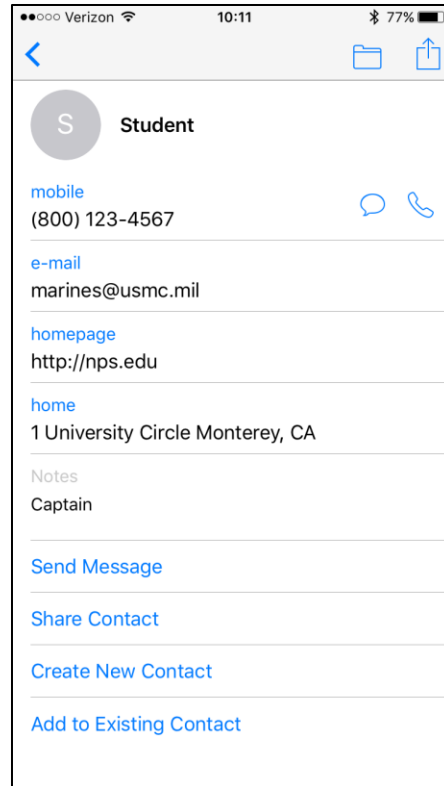 Verizon 10:11 77%
S Student
mobile
(800) 123-4567
e-mail
marines@usmc.mil
homepage
http://nps.edu
home
1 University Circle Monterey, CA
Notes
Captain
Send Message
Share Contact
Create New Contact
Add to Existing Contact